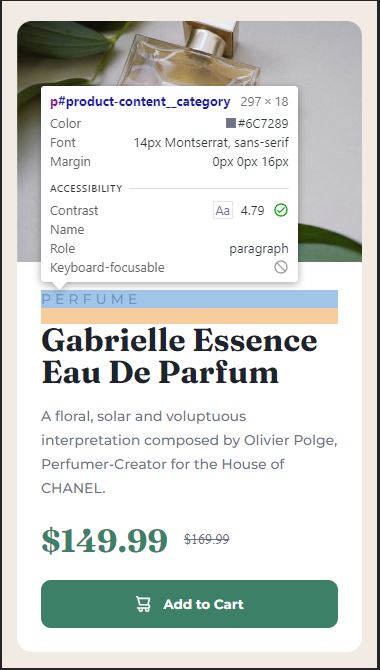 p#product-content__category 297 × 18
Color #6C7289
Font 14px Montserrat, sans-serif
Margin 0px 0px 16px
ACCESSIBILITY
Contrast Aa 4.79
Name
Role paragraph
Keyboard-focusable
PERFUME
Gabrielle Essence
Eau De Parfum
A floral, solar and voluptuous
interpretation composed by Olivier Polge,
Perfumer-Creator for the House of
CHANEL.
$149.99 $169.99
Add to Cart